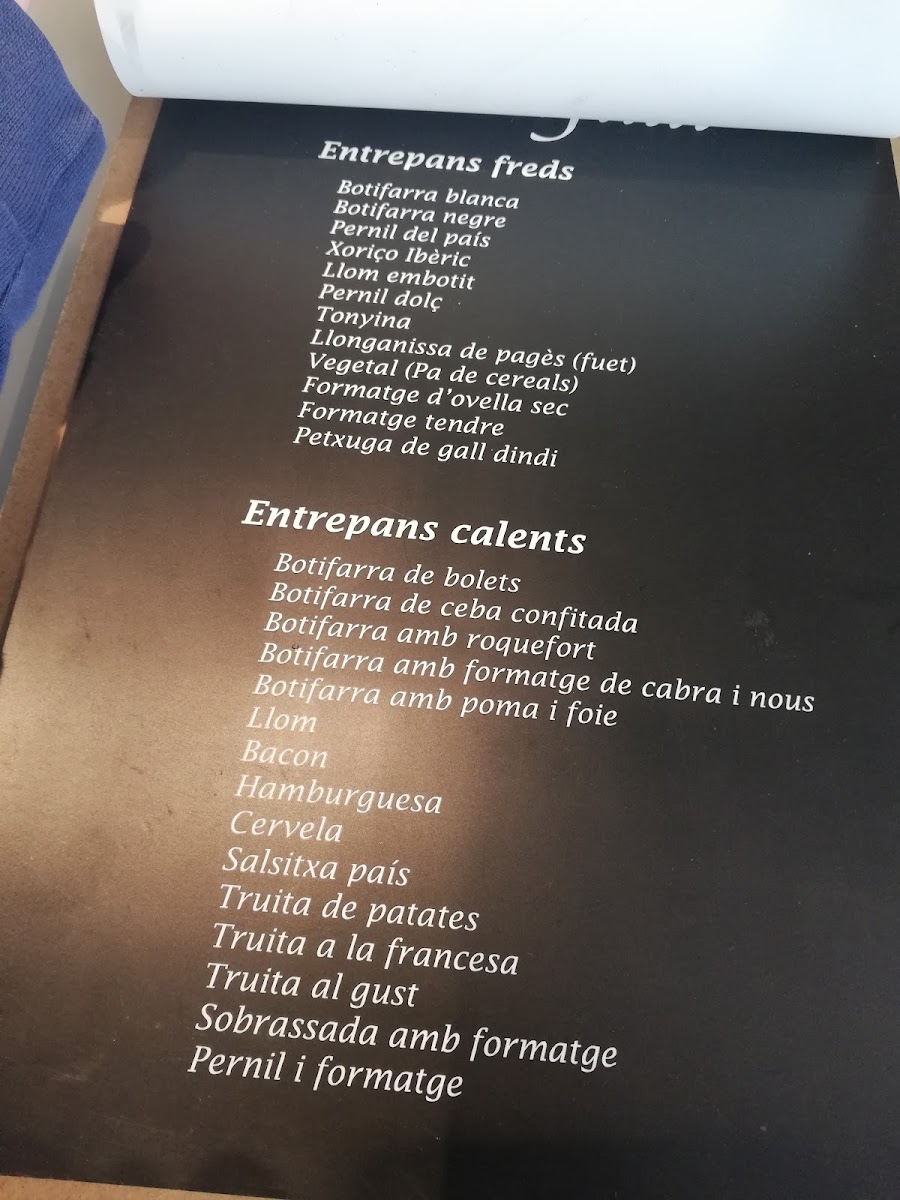 Entrepans freds
Botifarra blanca
Botifarra negre
Pernil del país
Xoriço Ibèric
Llom embotit
Pernil dolç
Tonyina
Llonganissa de pagès (fuet)
Vegetal (Pa de cereals)
Formatge d'ovella sec
Formatge tendre
Petxuga de gall dindi
Entrepans calents
Botifarra de bolets
Botifarra de ceba confitada
Botifarra amb roquefort
Botifarra amb formatge de cabra i nous
Botifarra amb poma i foie
Llom
Bacon
Hamburguesa
Cervela
Salsitxa país
Truita de patates
Truita a la francesa
Truita al gust
Sobrassada amb formatge
Pernil i formatge